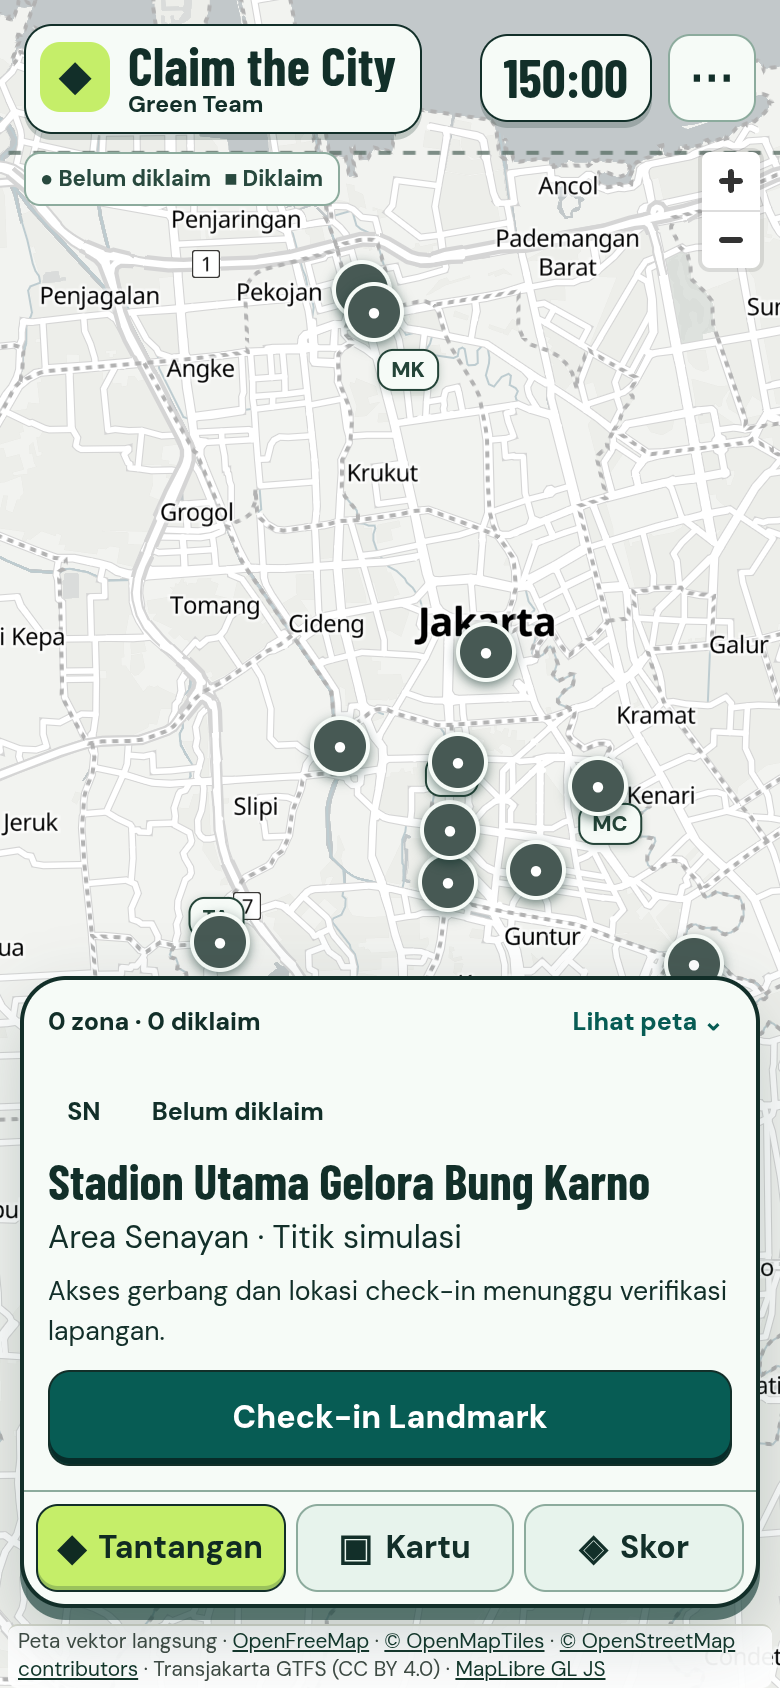 Claim the City
Green Team
150:00
● Belum diklaim ■ Diklaim
Ancol
Penjaringan
Pademangan
Barat
1
Penjagalan
Pekojan
Angke
MK
Krukut
Grogol
Tomang
Cideng
Jakarta
Galur
Kramat
Slipi
Kenari
Jeruk
MC
7
Guntur
0 zona · 0 diklaim
Lihat peta
SN
Belum diklaim
Stadion Utama Gelora Bung Karno
Area Senayan · Titik simulasi
Akses gerbang dan lokasi check-in menunggu verifikasi
lapangan.
Check-in Landmark
Tantangan
Kartu
Skor
Peta vektor langsung · OpenFreeMap · © OpenMapTiles · © OpenStreetMap
contributors · Transjakarta GTFS (CC BY 4.0) · MapLibre GL JS